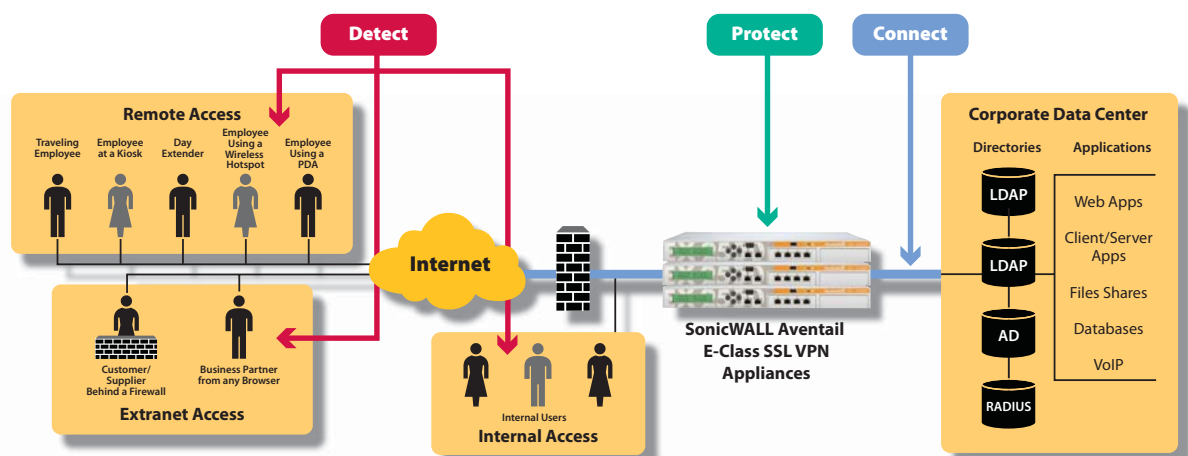 Detect
Protect
Connect
Remote Access
Traveling
Employee
Employee
at a Kiosk
Day
Extender
Employee
Using a
Wireless
Hotspot
Employee
Using a
PDA
Internet
Customer/
Supplier
Behind a Firewall
Business Partner
from any Browser
Extranet Access
Internal Users
Internal Access
SonicWALL Aventail
E-Class SSL VPN
Appliances
Corporate Data Center
Directories
Applications
LDAP
LDAP
AD
RADIUS
Web Apps
Client/Server
Apps
Files Shares
Databases
VoIP